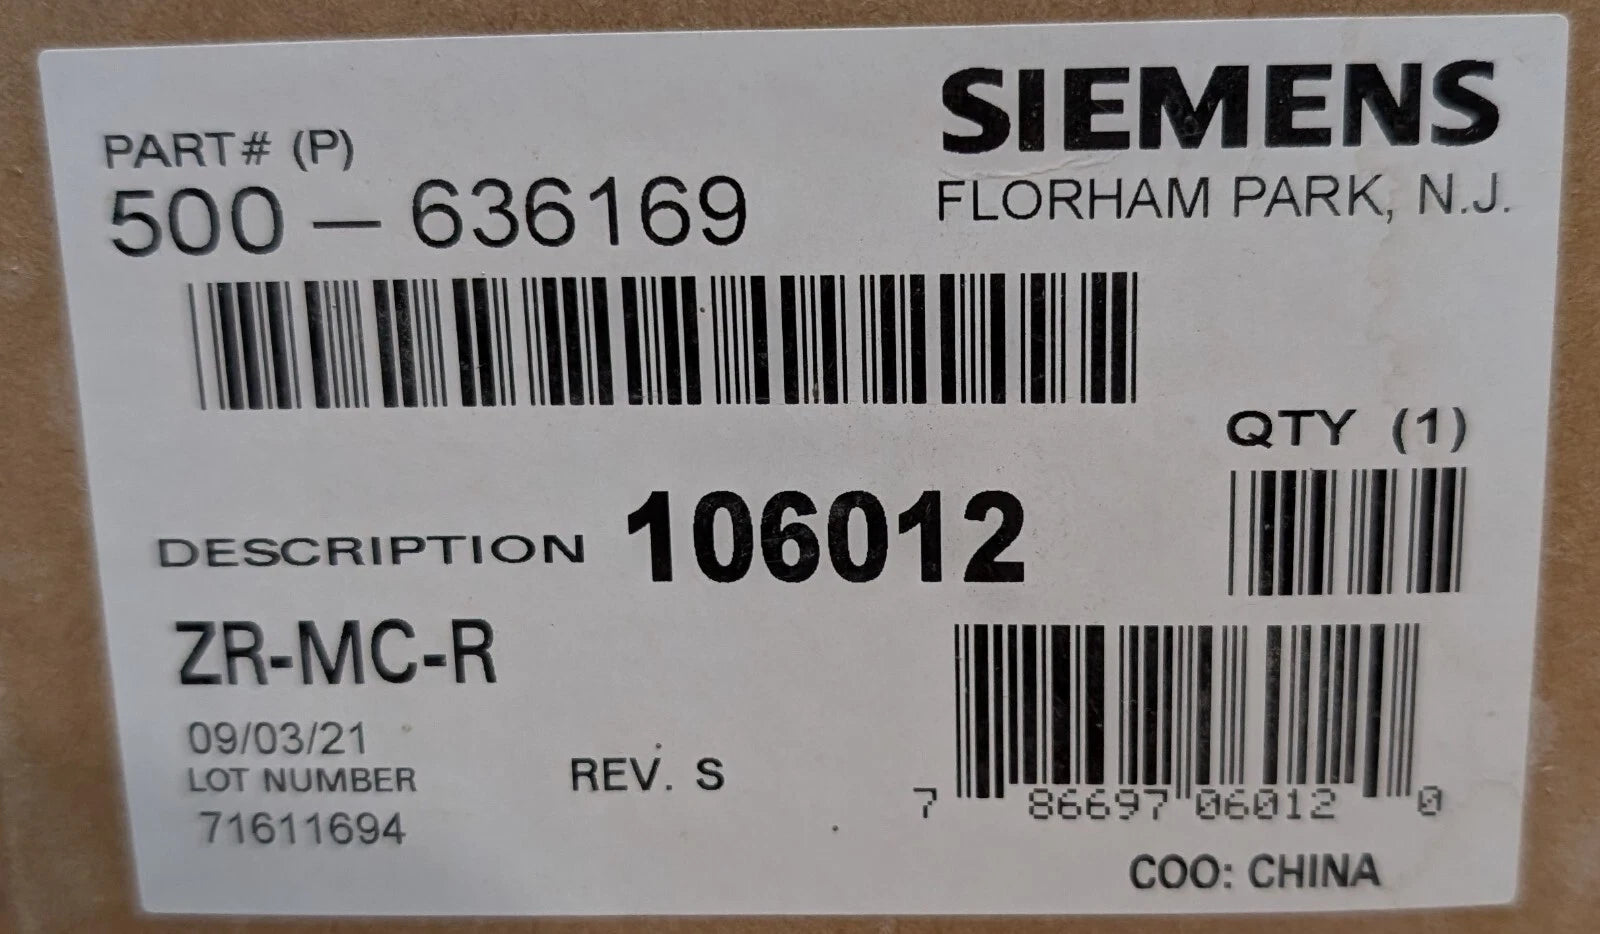 SIEMENS
FLORHAM PARK, N.J.
PART# (P)
500-636169
QTY (1)
DESCRIPTION 106012
ZR-MC-R
09/03/21
LOT NUMBER
71611694
REV. S
7 86697 06012 0
COO: CHINA